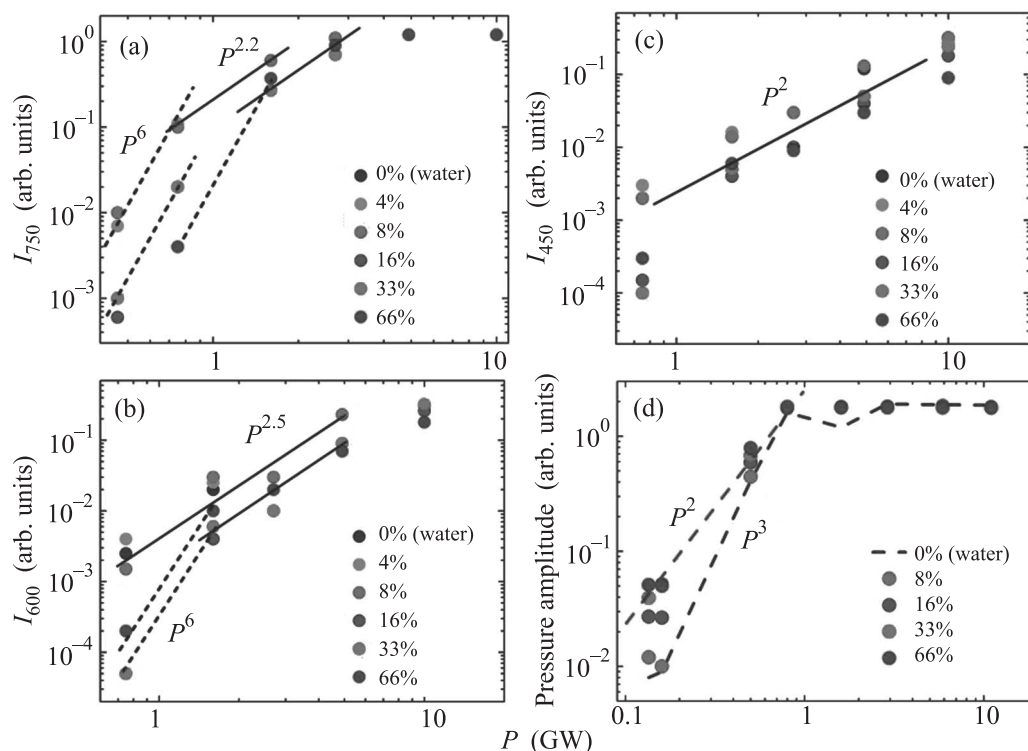 (a)
P^2.2
P^6
10^0
10^-1
10^-2
10^-3
I_750 (arb. units)
0% (water)
4%
8%
16%
33%
66%
1
10
(c)
P^2
10^-1
10^-2
10^-3
10^-4
I_450 (arb. units)
0% (water)
4%
8%
16%
33%
66%
1
10
(b)
P^2.5
P^6
10^-1
10^-2
10^-3
10^-4
I_600 (arb. units)
0% (water)
4%
8%
16%
33%
66%
1
10
(d)
P^2
P^3
10^0
10^-1
10^-2
Pressure amplitude (arb. units)
0% (water)
8%
16%
33%
66%
0.1
1
10
P (GW)